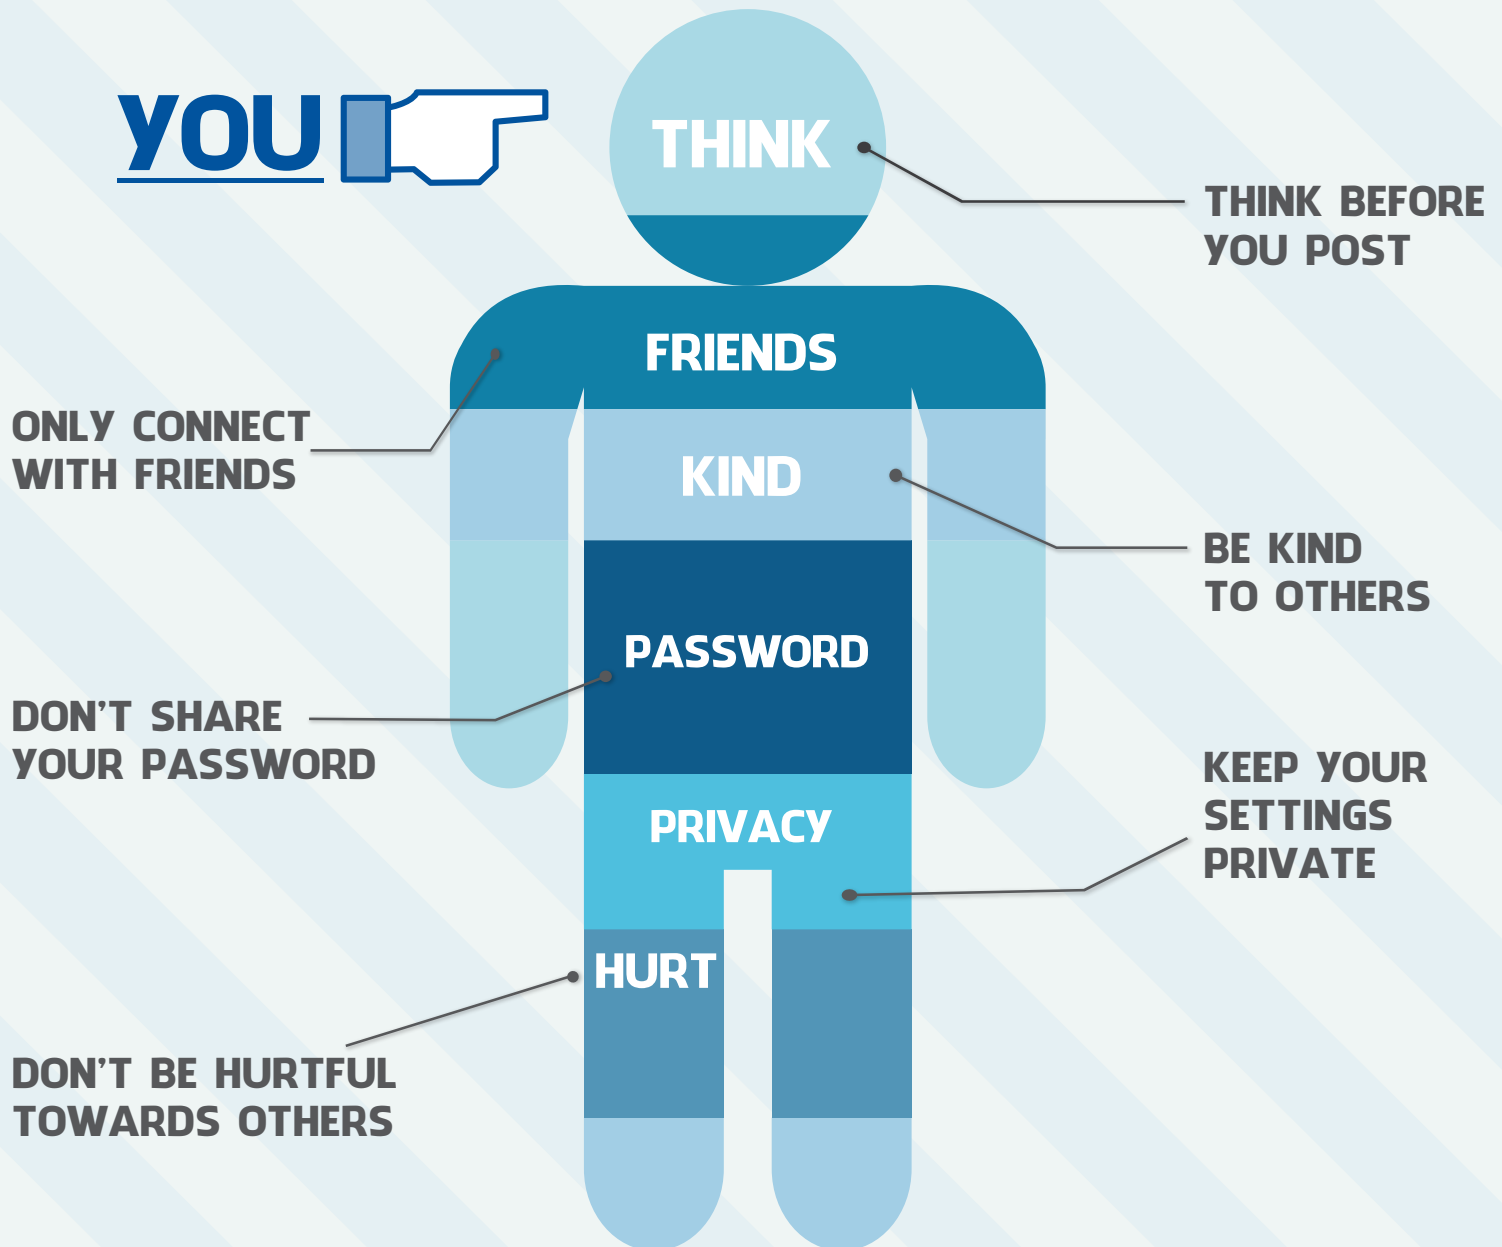 YOU
THINK
THINK BEFORE
YOU POST
FRIENDS
ONLY CONNECT
WITH FRIENDS
KIND
BE KIND
TO OTHERS
PASSWORD
DON'T SHARE
YOUR PASSWORD
PRIVACY
KEEP YOUR
SETTINGS
PRIVATE
HURT
DON'T BE HURTFUL
TOWARDS OTHERS